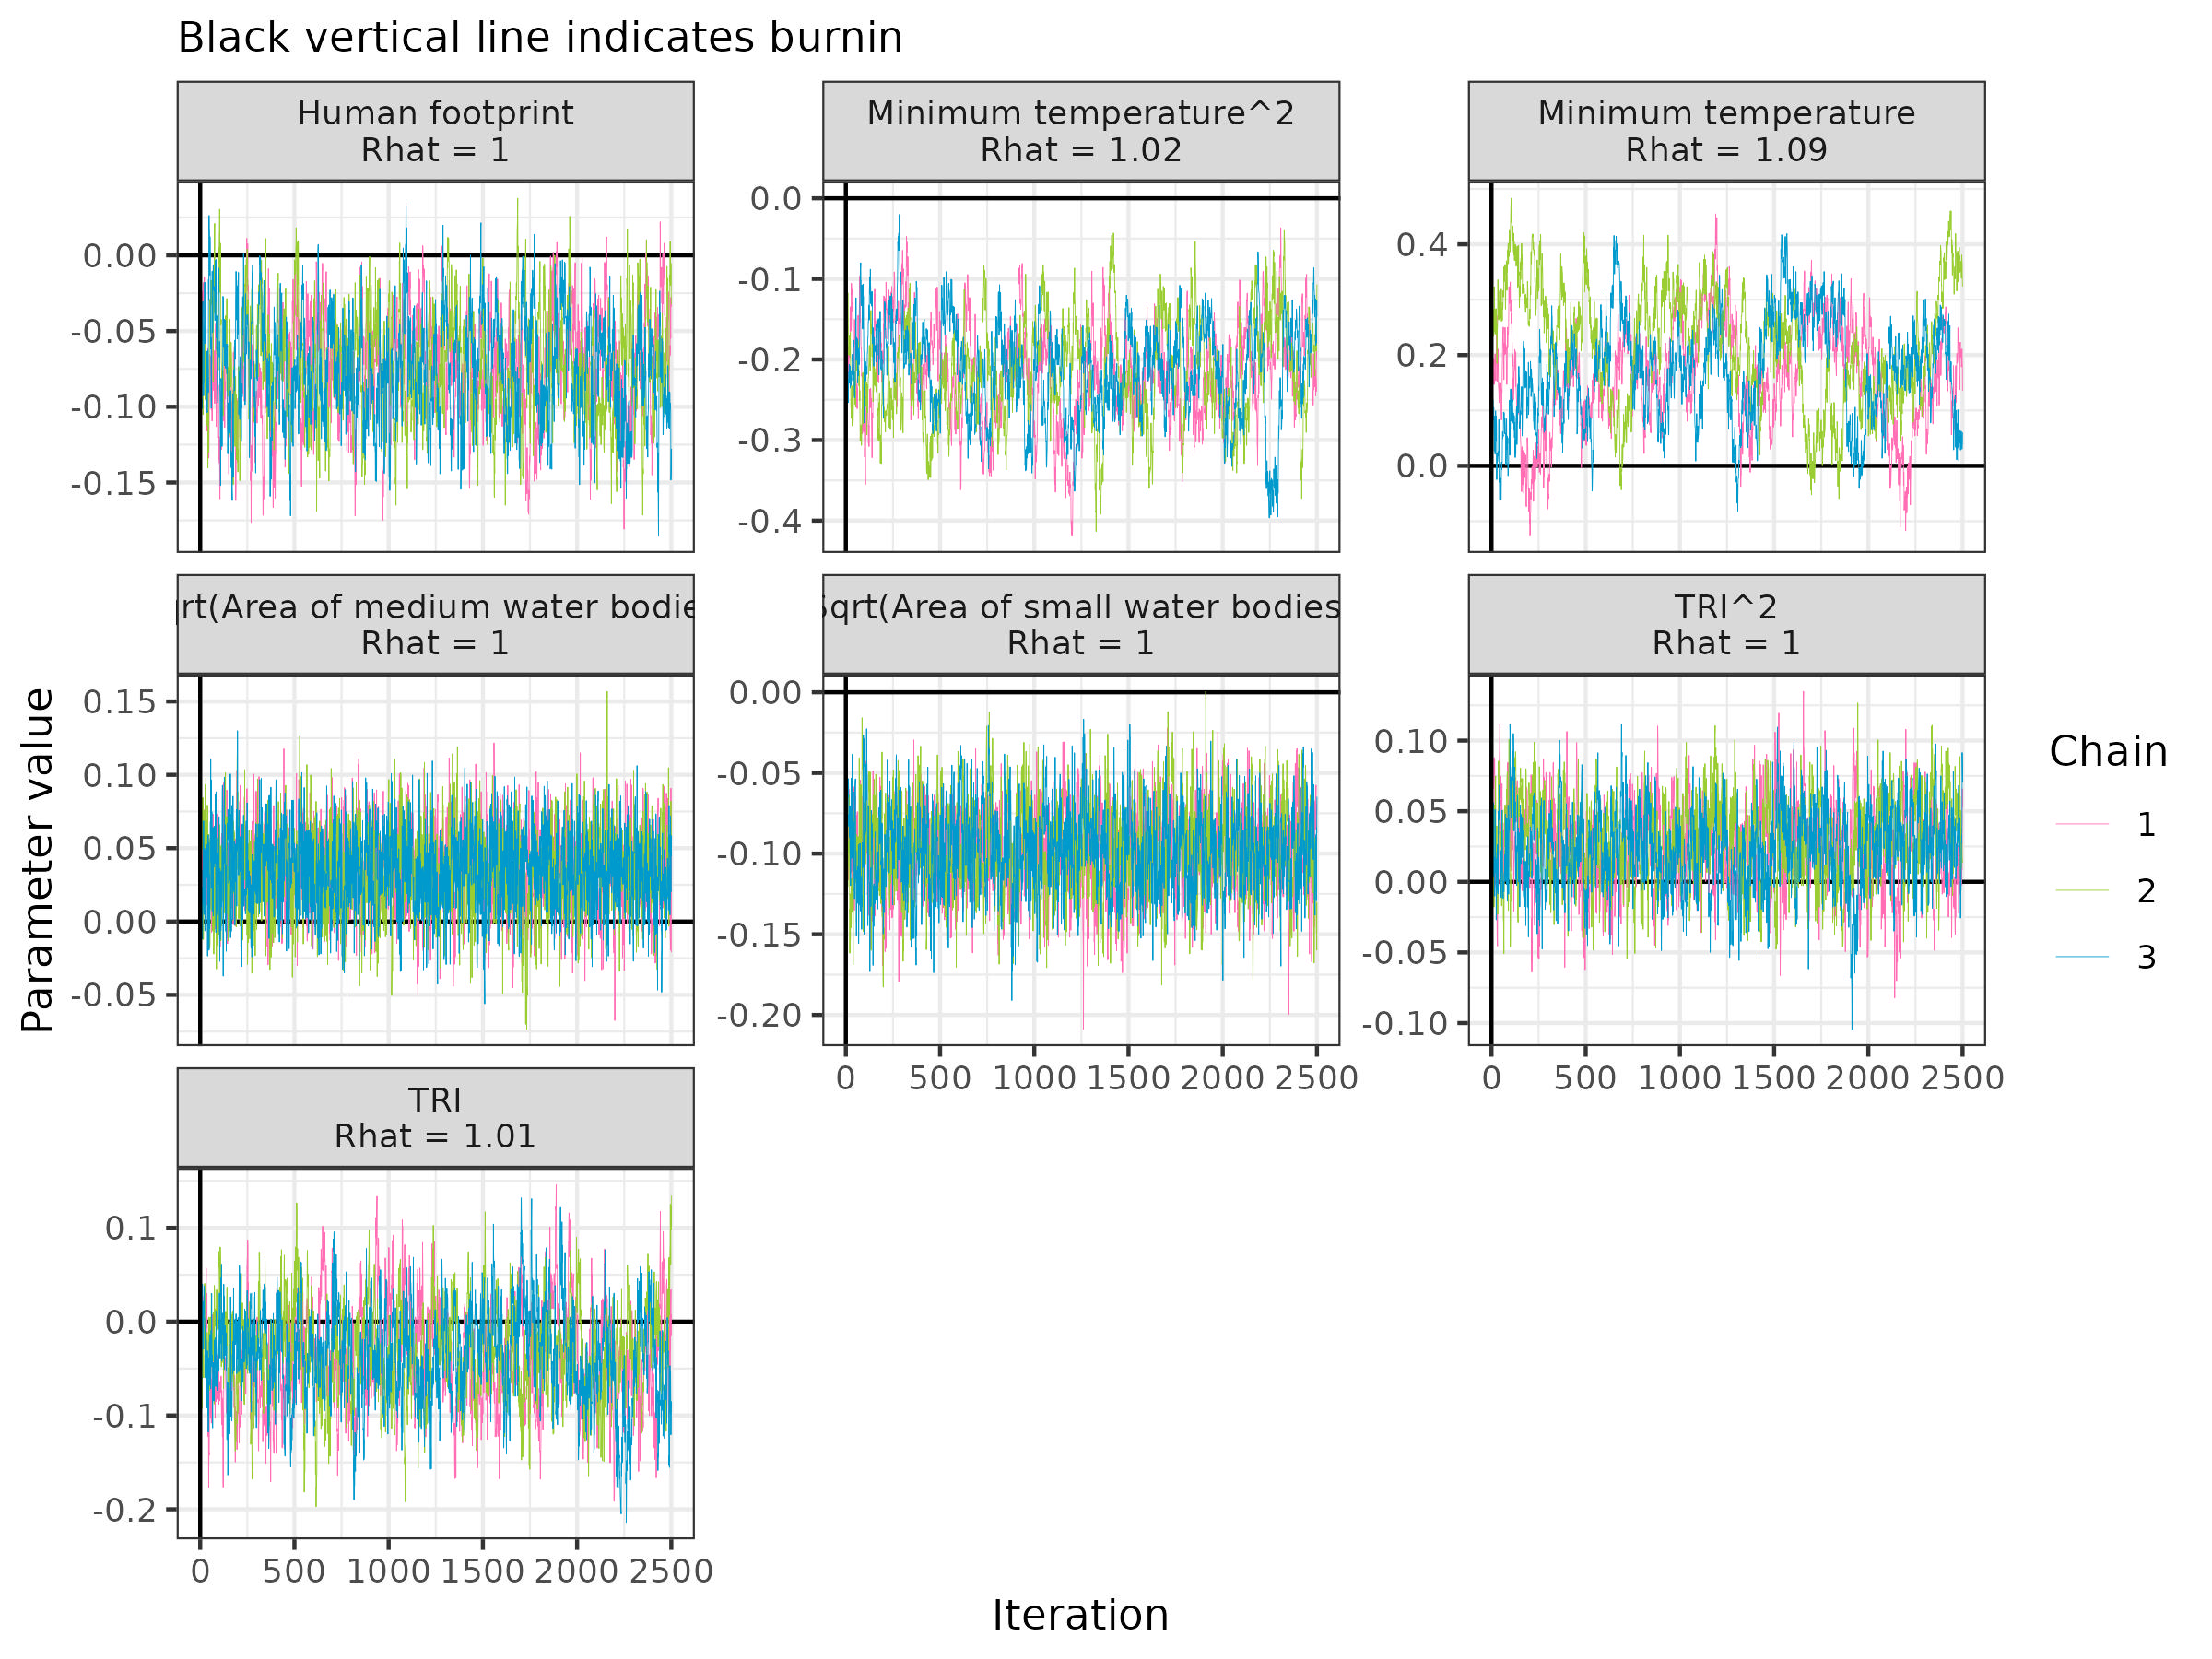 Black vertical line indicates burnin
Human footprint
Rhat = 1
Minimum temperature^2
Rhat = 1.02
Minimum temperature
Rhat = 1.09
0.00
-0.05
-0.10
-0.15
0.0
-0.1
-0.2
-0.3
-0.4
0.4
0.2
0.0
rt(Area of medium water bodie
Rhat = 1
Sqrt(Area of small water bodies
Rhat = 1
TRI^2
Rhat = 1
Parameter value
0.15
0.10
0.05
0.00
-0.05
0.00
-0.05
-0.10
-0.15
-0.20
0 500 1000 1500 2000 2500
0.10
0.05
0.00
-0.05
-0.10
0 500 1000 1500 2000 2500
Chain
1
2
3
TRI
Rhat = 1.01
0.1
0.0
-0.1
-0.2
0 500 1000 1500 2000 2500
Iteration